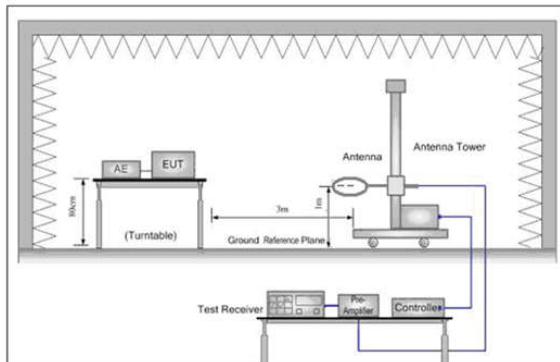 Antenna Tower
Antenna
EUT
AE
80cm
1m
3m
(Turntable)
Ground Reference Plane
Test Receiver
Pre-
Amplifier
Controller